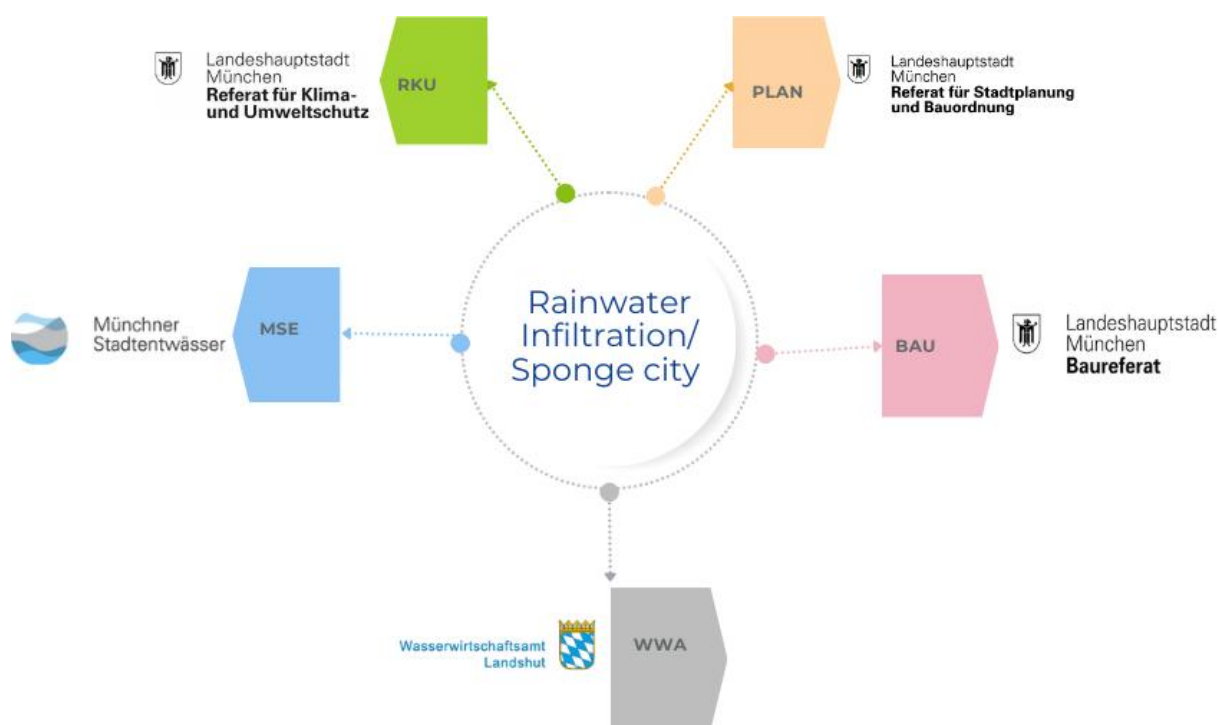 Landeshauptstadt
München
Referat für Klima-
und Umweltschutz
RKU
PLAN
Landeshauptstadt
München
Referat für Stadtplanung
und Bauordnung
Münchner
Stadtentwässer
MSE
Rainwater
Infiltration/
Sponge city
BAU
Landeshauptstadt
München
Baureferat
Wasserwirtschaftsamt
Landshut
WWA